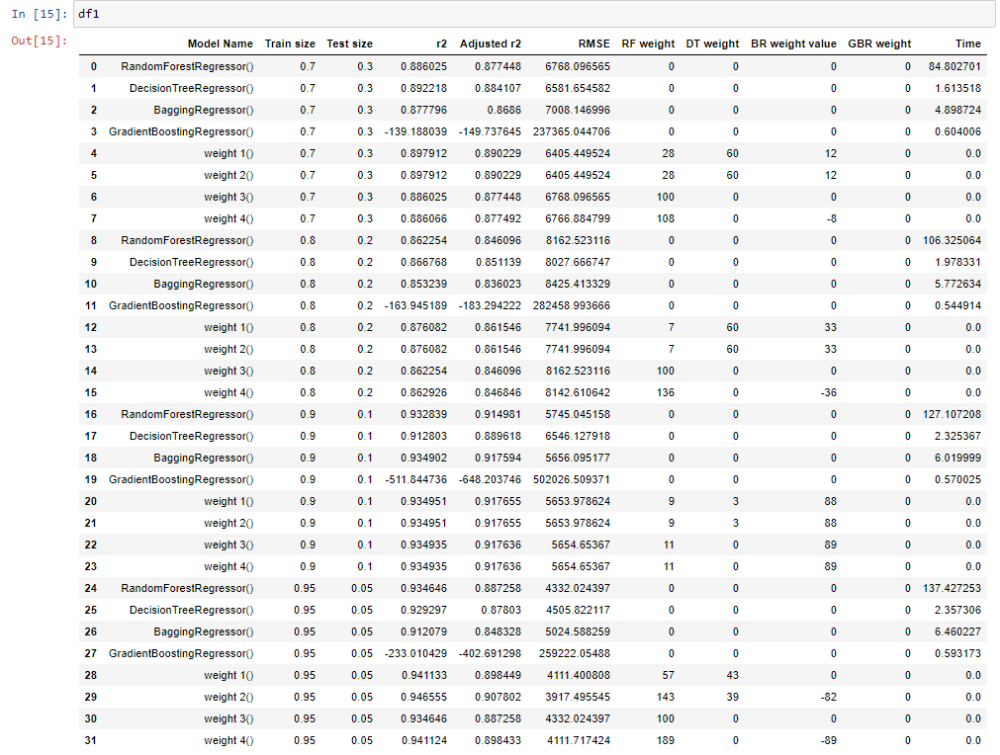 In [15]: df1
Out[15]:
Model Name Train size Test size r2 Adjusted r2 RMSE RF weight DT weight BR weight value GBR weight Time
0 RandomForestRegressor() 0.7 0.3 0.886025 0.877448 6768.096565 0 0 0 0 84.802701
1 DecisionTreeRegressor() 0.7 0.3 0.892218 0.884107 6581.654582 0 0 0 0 1.613518
2 BaggingRegressor() 0.7 0.3 0.877796 0.8686 7008.146996 0 0 0 0 4.898724
3 GradientBoostingRegressor() 0.7 0.3 -139.188039 -149.737645 237365.044706 0 0 0 0 0.604006
4 weight 1() 0.7 0.3 0.897912 0.890229 6405.449524 28 60 12 0 0.0
5 weight 2() 0.7 0.3 0.897912 0.890229 6405.449524 28 60 12 0 0.0
6 weight 3() 0.7 0.3 0.886025 0.877448 6768.096565 100 0 0 0 0.0
7 weight 4() 0.7 0.3 0.886066 0.877492 6766.884799 108 0 -8 0 0.0
8 RandomForestRegressor() 0.8 0.2 0.862254 0.846096 8162.523116 0 0 0 0 106.325064
9 DecisionTreeRegressor() 0.8 0.2 0.866768 0.851139 8027.666747 0 0 0 0 1.978331
10 BaggingRegressor() 0.8 0.2 0.853239 0.836023 8425.413329 0 0 0 0 5.772634
11 GradientBoostingRegressor() 0.8 0.2 -163.945189 -183.294222 282458.993666 0 0 0 0 0.544914
12 weight 1() 0.8 0.2 0.876082 0.861546 7741.996094 7 60 33 0 0.0
13 weight 2() 0.8 0.2 0.876082 0.861546 7741.996094 7 60 33 0 0.0
14 weight 3() 0.8 0.2 0.862254 0.846096 8162.523116 100 0 0 0 0.0
15 weight 4() 0.8 0.2 0.862926 0.846846 8142.610642 136 0 -36 0 0.0
16 RandomForestRegressor() 0.9 0.1 0.932839 0.914981 5745.045158 0 0 0 0 127.107208
17 DecisionTreeRegressor() 0.9 0.1 0.912803 0.889618 6546.127918 0 0 0 0 2.325367
18 BaggingRegressor() 0.9 0.1 0.934902 0.917594 5656.095177 0 0 0 0 6.019999
19 GradientBoostingRegressor() 0.9 0.1 -511.844736 -648.203746 502026.509371 0 0 0 0 0.570025
20 weight 1() 0.9 0.1 0.934951 0.917655 5653.978624 9 3 88 0 0.0
21 weight 2() 0.9 0.1 0.934951 0.917655 5653.978624 9 3 88 0 0.0
22 weight 3() 0.9 0.1 0.934935 0.917636 5654.65367 11 0 89 0 0.0
23 weight 4() 0.9 0.1 0.934935 0.917636 5654.65367 11 0 89 0 0.0
24 RandomForestRegressor() 0.95 0.05 0.934646 0.887258 4332.024397 0 0 0 0 137.427253
25 DecisionTreeRegressor() 0.95 0.05 0.929297 0.87803 4505.822117 0 0 0 0 2.357306
26 BaggingRegressor() 0.95 0.05 0.912079 0.848328 5024.588259 0 0 0 0 6.460227
27 GradientBoostingRegressor() 0.95 0.05 -233.010429 -402.691298 259222.05488 0 0 0 0 0.593173
28 weight 1() 0.95 0.05 0.941133 0.898449 4111.400808 57 43 0 0 0.0
29 weight 2() 0.95 0.05 0.946555 0.907802 3917.495545 143 39 -82 0 0.0
30 weight 3() 0.95 0.05 0.934646 0.887258 4332.024397 100 0 0 0 0.0
31 weight 4() 0.95 0.05 0.941124 0.898433 4111.717424 189 0 -89 0 0.0